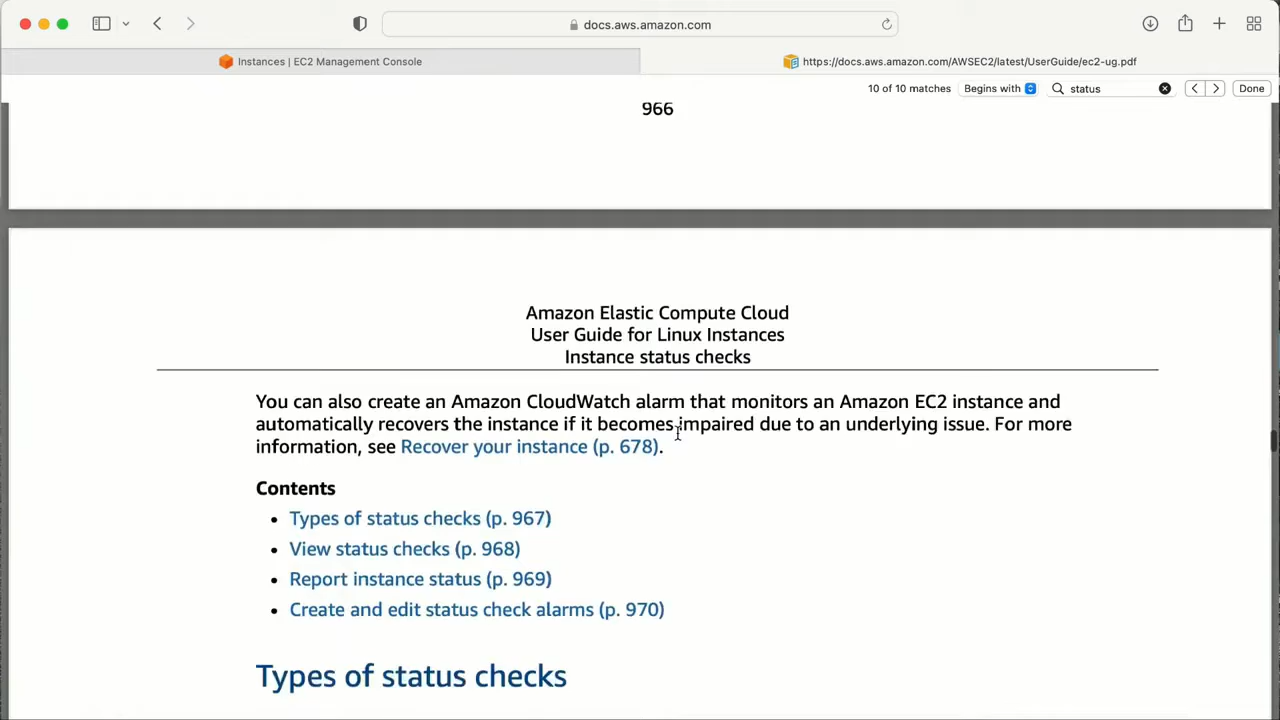 docs.aws.amazon.com
Instances | EC2 Management Console
https://docs.aws.amazon.com/AWSEC2/latest/UserGuide/ec2-ug.pdf
10 of 10 matches Begins with status Done
966
Amazon Elastic Compute Cloud
User Guide for Linux Instances
Instance status checks
You can also create an Amazon CloudWatch alarm that monitors an Amazon EC2 instance and
automatically recovers the instance if it becomes impaired due to an underlying issue. For more
information, see Recover your instance (p. 678).
Contents
• Types of status checks (p. 967)
• View status checks (p. 968)
• Report instance status (p. 969)
• Create and edit status check alarms (p. 970)
Types of status checks